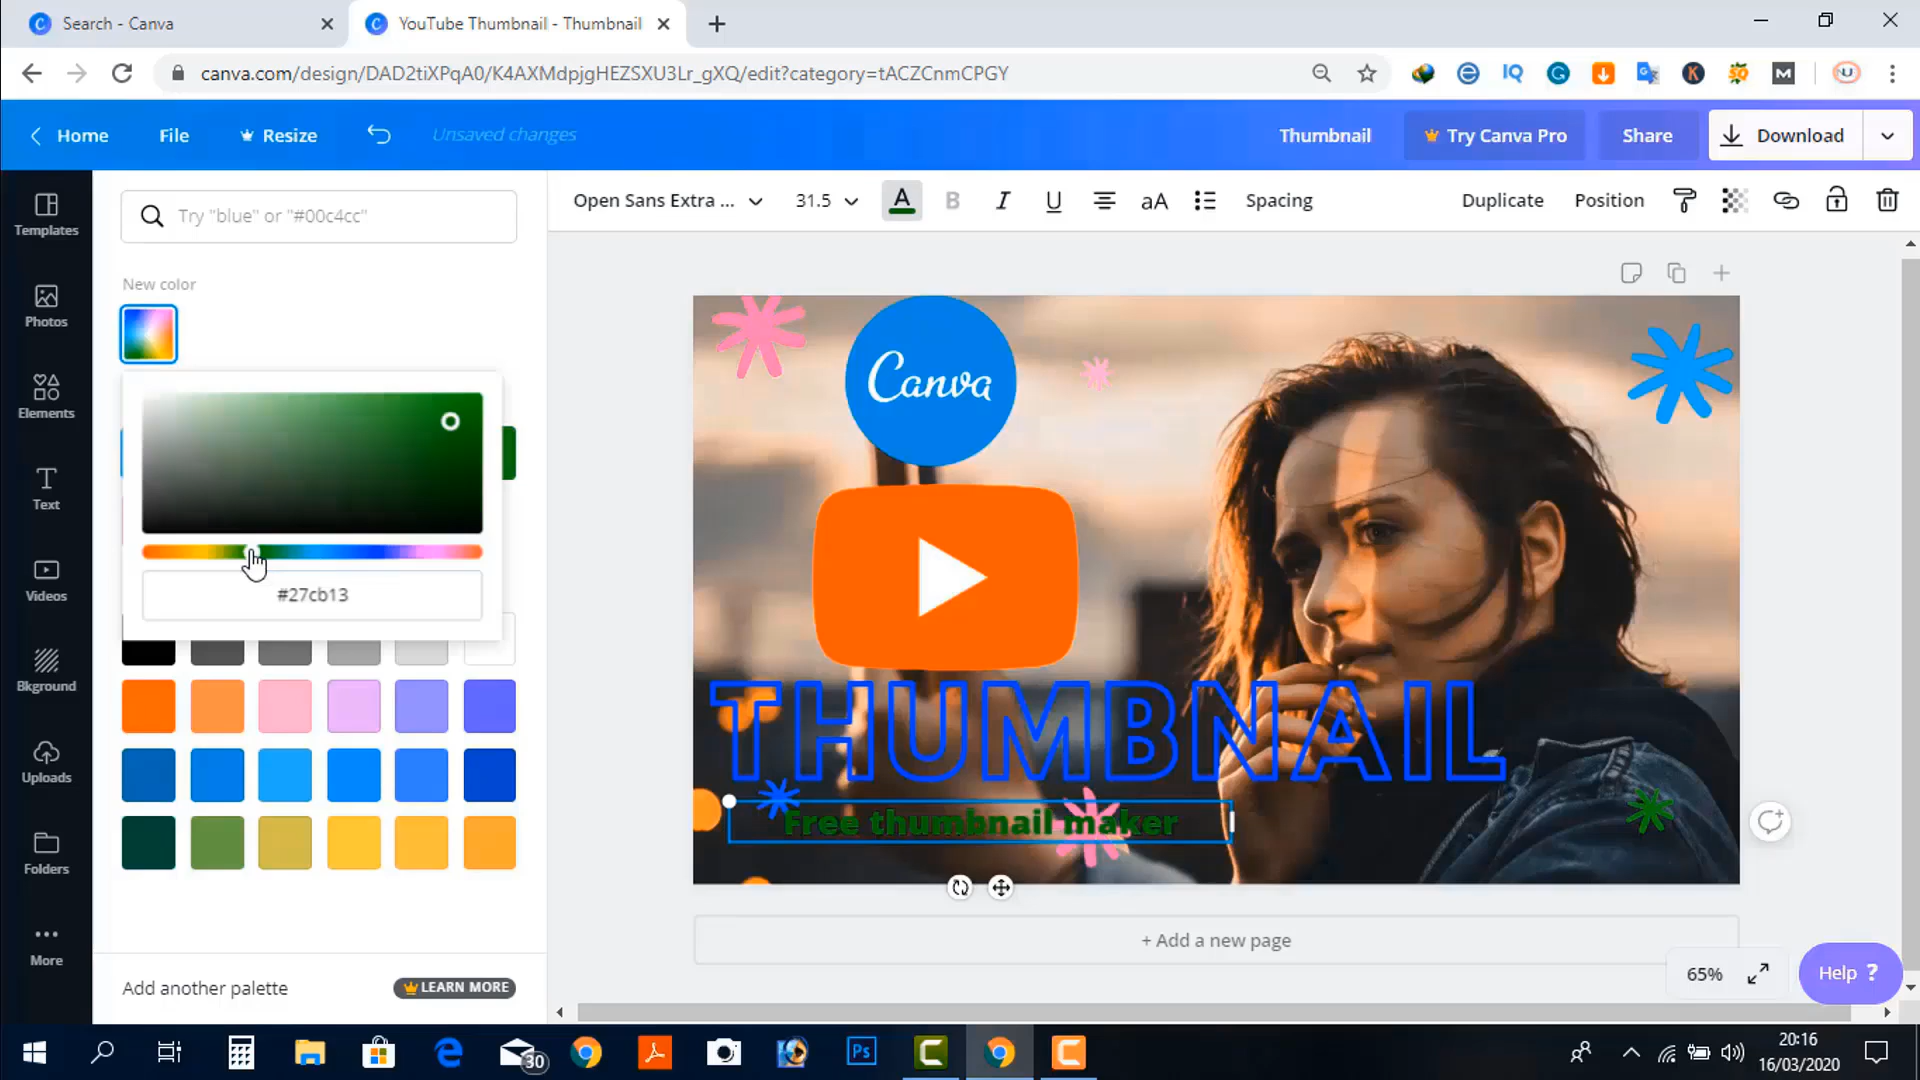 Search - Canva
YouTube Thumbnail - Thumbnail
canva.com/design/DAD2tiXPqA0/K4AXMdpjgHEZSXU3Lr_gXQ/edit?category=tACZCnmCPGY
Home
File
Resize
Unsaved changes
Thumbnail
Try Canva Pro
Share
Download
Templates
Photos
Elements
Text
Videos
Bkground
Uploads
Folders
More
Try "blue" or "#00c4cc"
New color
#27cb13
Add another palette
LEARN MORE
Open Sans Extra ...
31.5
A
B
I
U
aA
Spacing
Duplicate
Position
Canva
THUMBNAIL
Free thumbnail maker
+ Add a new page
65%
Help ?
30
Ps
20:16
16/03/2020